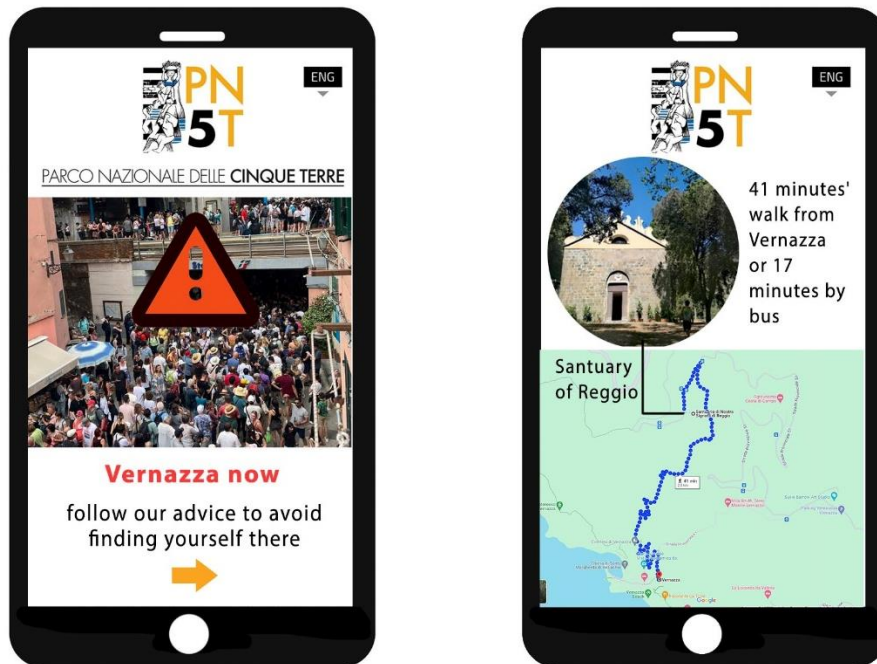 PN
5T
ENG
PARCO NAZIONALE DELLE CINQUE TERRE
Vernazza now
follow our advice to avoid
finding yourself there
PN
5T
ENG
41 minutes'
walk from
Vernazza
or 17
minutes by
bus
Santuary
of Reggio
Vernazza
Google